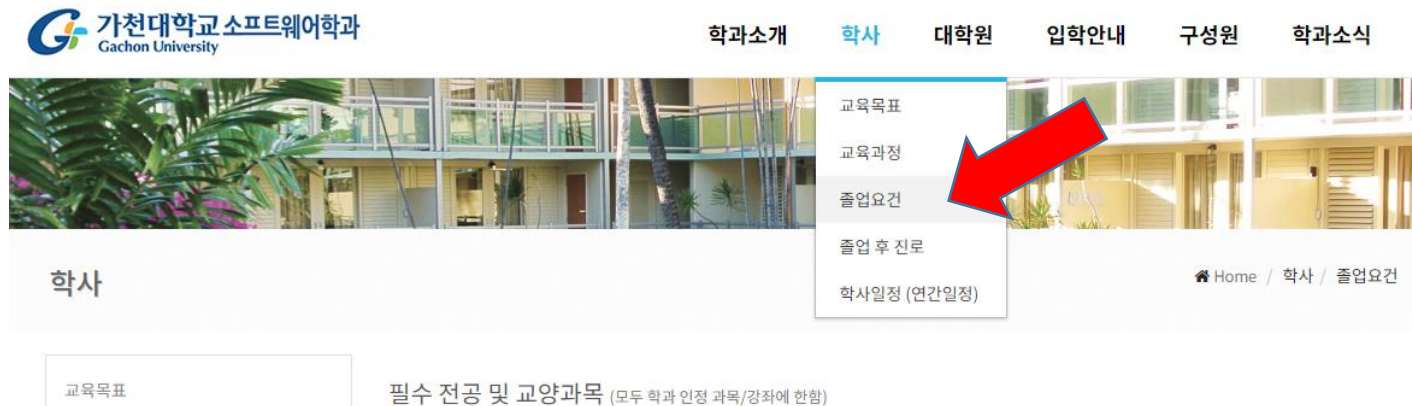 가천대학교 소프트웨어학과
Gachon University
학과소개 학사 대학원 입학안내 구성원 학과소식
교육목표
교육과정
졸업요건
졸업 후 진로
학사일정 (연간일정)
학사
Home / 학사 / 졸업요건
교육목표
필수 전공 및 교양과목 (모두 학과 인정 과목/강좌에 한함)